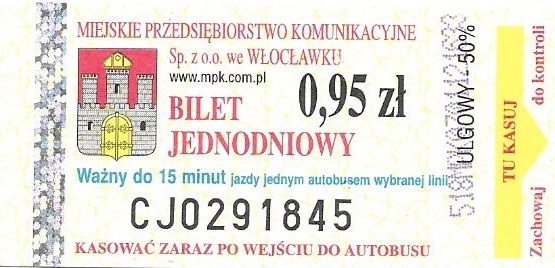 MIEJSKIE PRZEDSIĘBIORSTWO KOMUNIKACYJNE
Sp. z o.o. we WŁOCŁAWKU
www.mpk.com.pl
BILET
JEDNODNIOWY
0,95 zł
Ważny do 15 minut jazdy jednym autobusem wybranej linii
CJ0291845
KASOWAĆ ZARAZ PO WEJŚCIU DO AUTOBUSU
ULGOWY - 50%
TU KASUJ
Zachowaj do kontroli